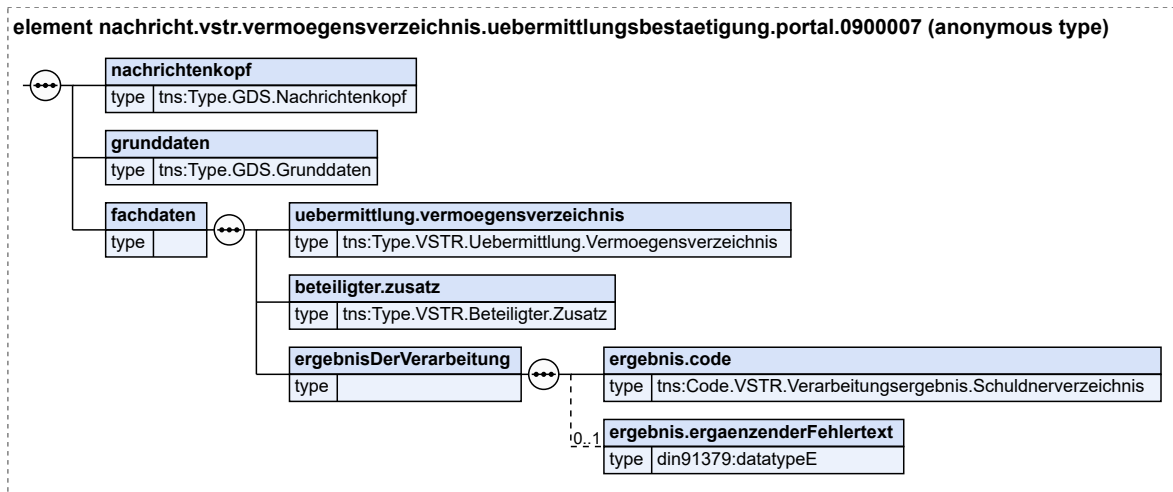 element nachricht.vstr.vermoegensverzeichnis.uebermittlungsbestaetigung.portal.0900007 (anonymous type)
nachrichtenkopf
type tns:Type.GDS.Nachrichtenkopf
grunddaten
type tns:Type.GDS.Grunddaten
fachdaten
type
uebermittlung.vermoegensverzeichnis
type tns:Type.VSTR.Uebermittlung.Vermoegensverzeichnis
beteiligter.zusatz
type tns:Type.VSTR.Beteiligter.Zusatz
ergebnisDerVerarbeitung
type
ergebnis.code
type tns:Code.VSTR.Verarbeitungsergebnis.Schuldnerverzeichnis
0..1
ergebnis.ergaenzenderFehlertext
type din91379:datatypeE